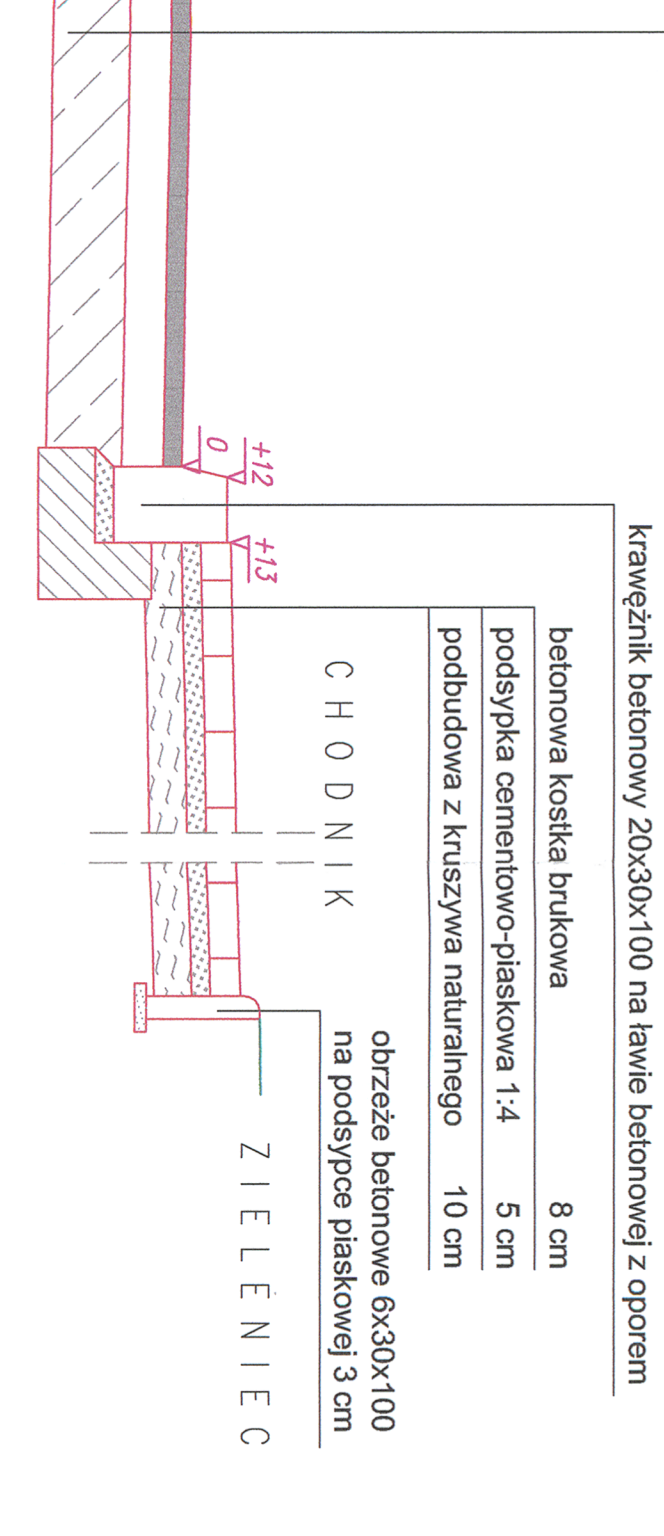 krawężnik betonowy 20x30x100 na ławie betonowej z oporem
betonowa kostka brukowa 8 cm
podsypka cementowo-piaskowa 1:4 5 cm
podbudowa z kruszywa naturalnego 10 cm
+12
0
+13
CHODNIK
obrzeże betonowe 6x30x100
na podsypce piaskowej 3 cm
ZIELENIEC